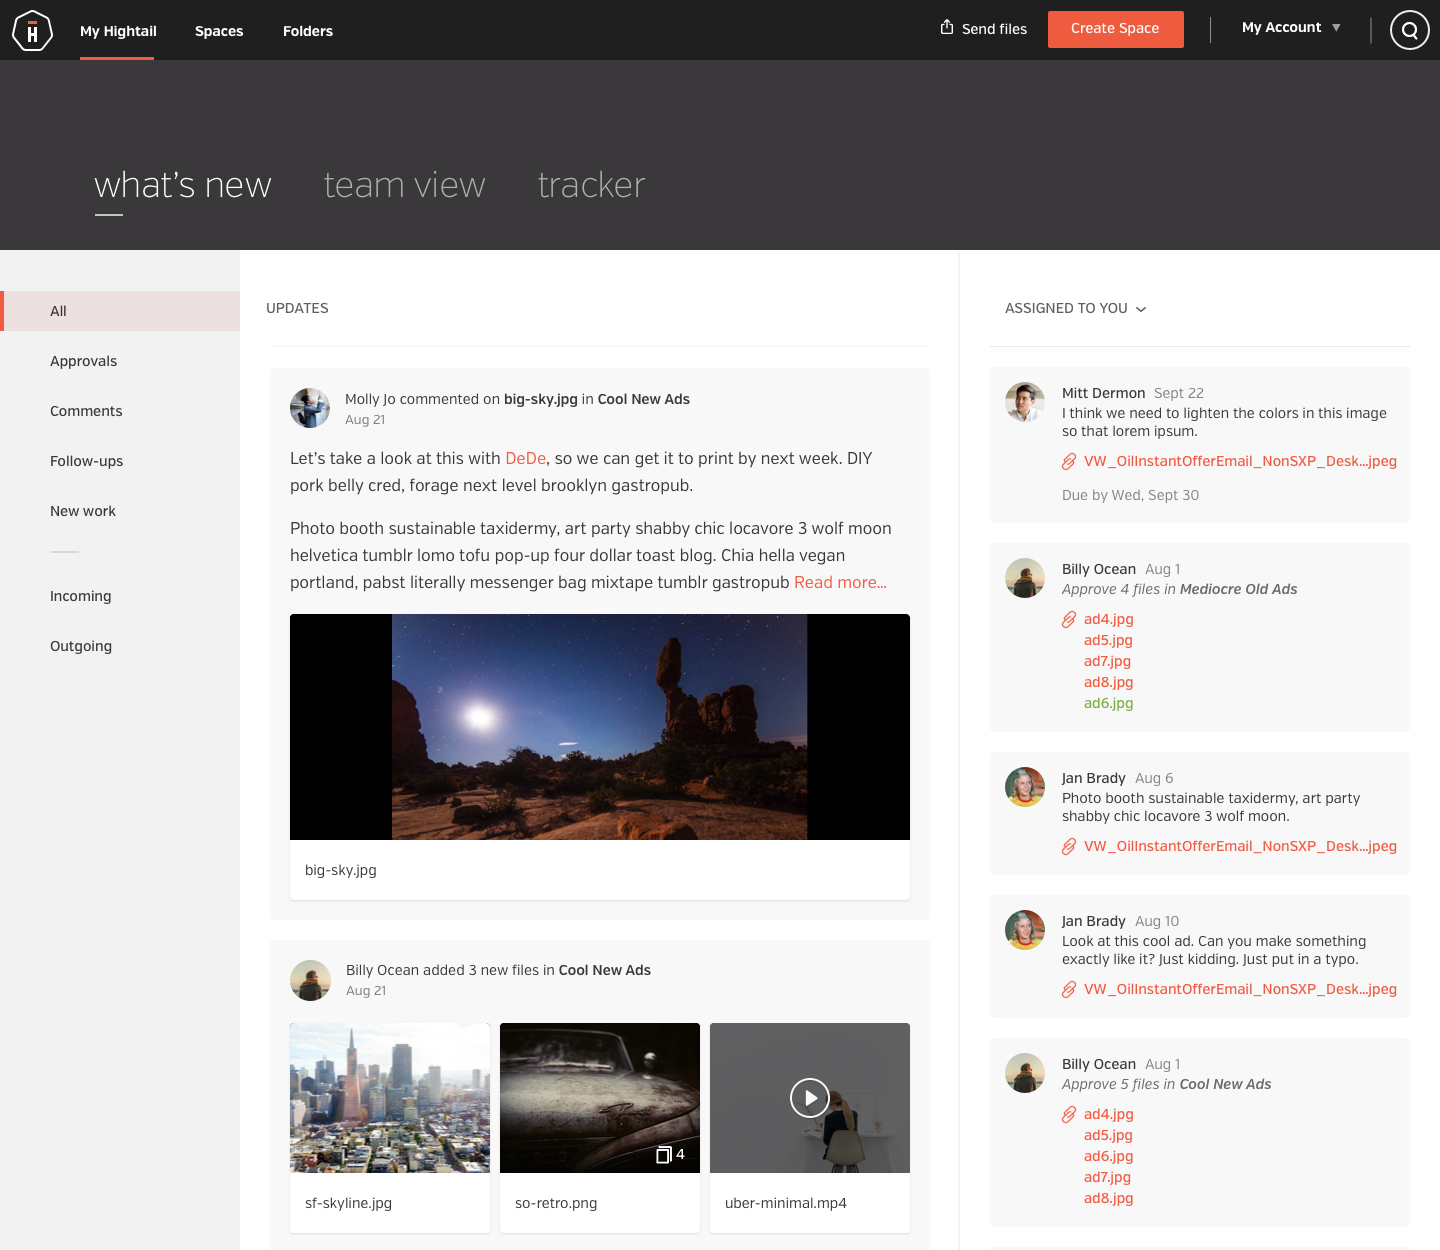 H
My Hightail
Spaces
Folders
Send files
Create Space
My Account
what's new
team view
tracker
All
Approvals
Comments
Follow-ups
New work
Incoming
Outgoing
UPDATES
Molly Jo commented on big-sky.jpg in Cool New Ads
Aug 21
Let's take a look at this with DeDe, so we can get it to print by next week. DIY
pork belly cred, forage next level brooklyn gastropub.
Photo booth sustainable taxidermy, art party shabby chic locavore 3 wolf moon
helvetica tumblr lomo tofu pop-up four dollar toast blog. Chia hella vegan
portland, pabst literally messenger bag mixtape tumblr gastropub Read more...
big-sky.jpg
Billy Ocean added 3 new files in Cool New Ads
Aug 21
4
sf-skyline.jpg
so-retro.png
uber-minimal.mp4
ASSIGNED TO YOU
Mitt Dermon Sept 22
I think we need to lighten the colors in this image
so that lorem ipsum.
VW_OilInstantOfferEmail_NonSXP_Desk...jpeg
Due by Wed, Sept 30
Billy Ocean Aug 1
Approve 4 files in Mediocre Old Ads
ad4.jpg
ad5.jpg
ad7.jpg
ad8.jpg
ad6.jpg
Jan Brady Aug 6
Photo booth sustainable taxidermy, art party
shabby chic locavore 3 wolf moon.
VW_OilInstantOfferEmail_NonSXP_Desk...jpeg
Jan Brady Aug 10
Look at this cool ad. Can you make something
exactly like it? Just kidding. Just put in a typo.
VW_OilInstantOfferEmail_NonSXP_Desk...jpeg
Billy Ocean Aug 1
Approve 5 files in Cool New Ads
ad4.jpg
ad5.jpg
ad6.jpg
ad7.jpg
ad8.jpg